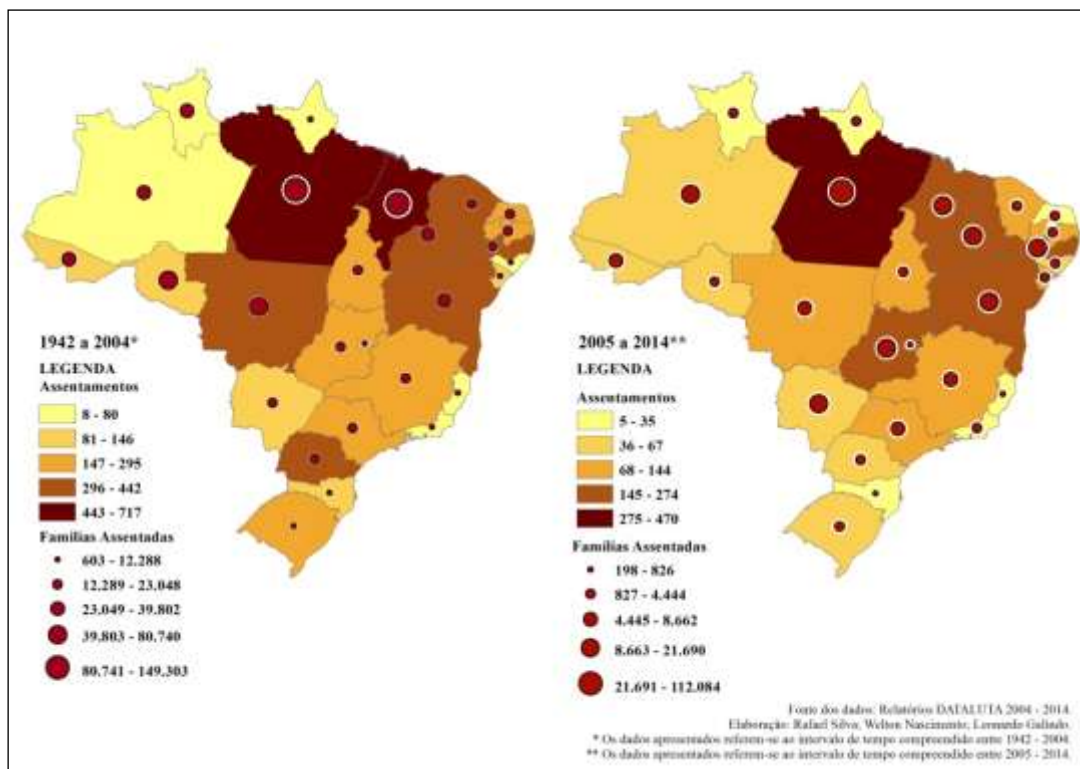 1942 a 2004*
LEGENDA
Assentamentos
8 - 80
81 - 146
147 - 295
296 - 442
443 - 717
Famílias Assentadas
603 - 12.288
12.289 - 23.048
23.049 - 39.802
39.803 - 80.740
80.741 - 149.303
2005 a 2014**
LEGENDA
Assentamentos
5 - 35
36 - 67
68 - 144
145 - 274
275 - 470
Famílias Assentadas
198 - 826
827 - 4.444
4.445 - 8.662
8.663 - 21.690
21.691 - 112.084
Fonte dos dados: Relatórios DATALUTA 2004 - 2014.
Elaboração: Rafael Silva, Welton Nascimento, Leonardo
* Os dados apresentados referem-se ao intervalo de tempo compreendido entre 1942 - 2004.
** Os dados apresentados referem-se ao intervalo de tempo compreendido entre 2005 - 2014.